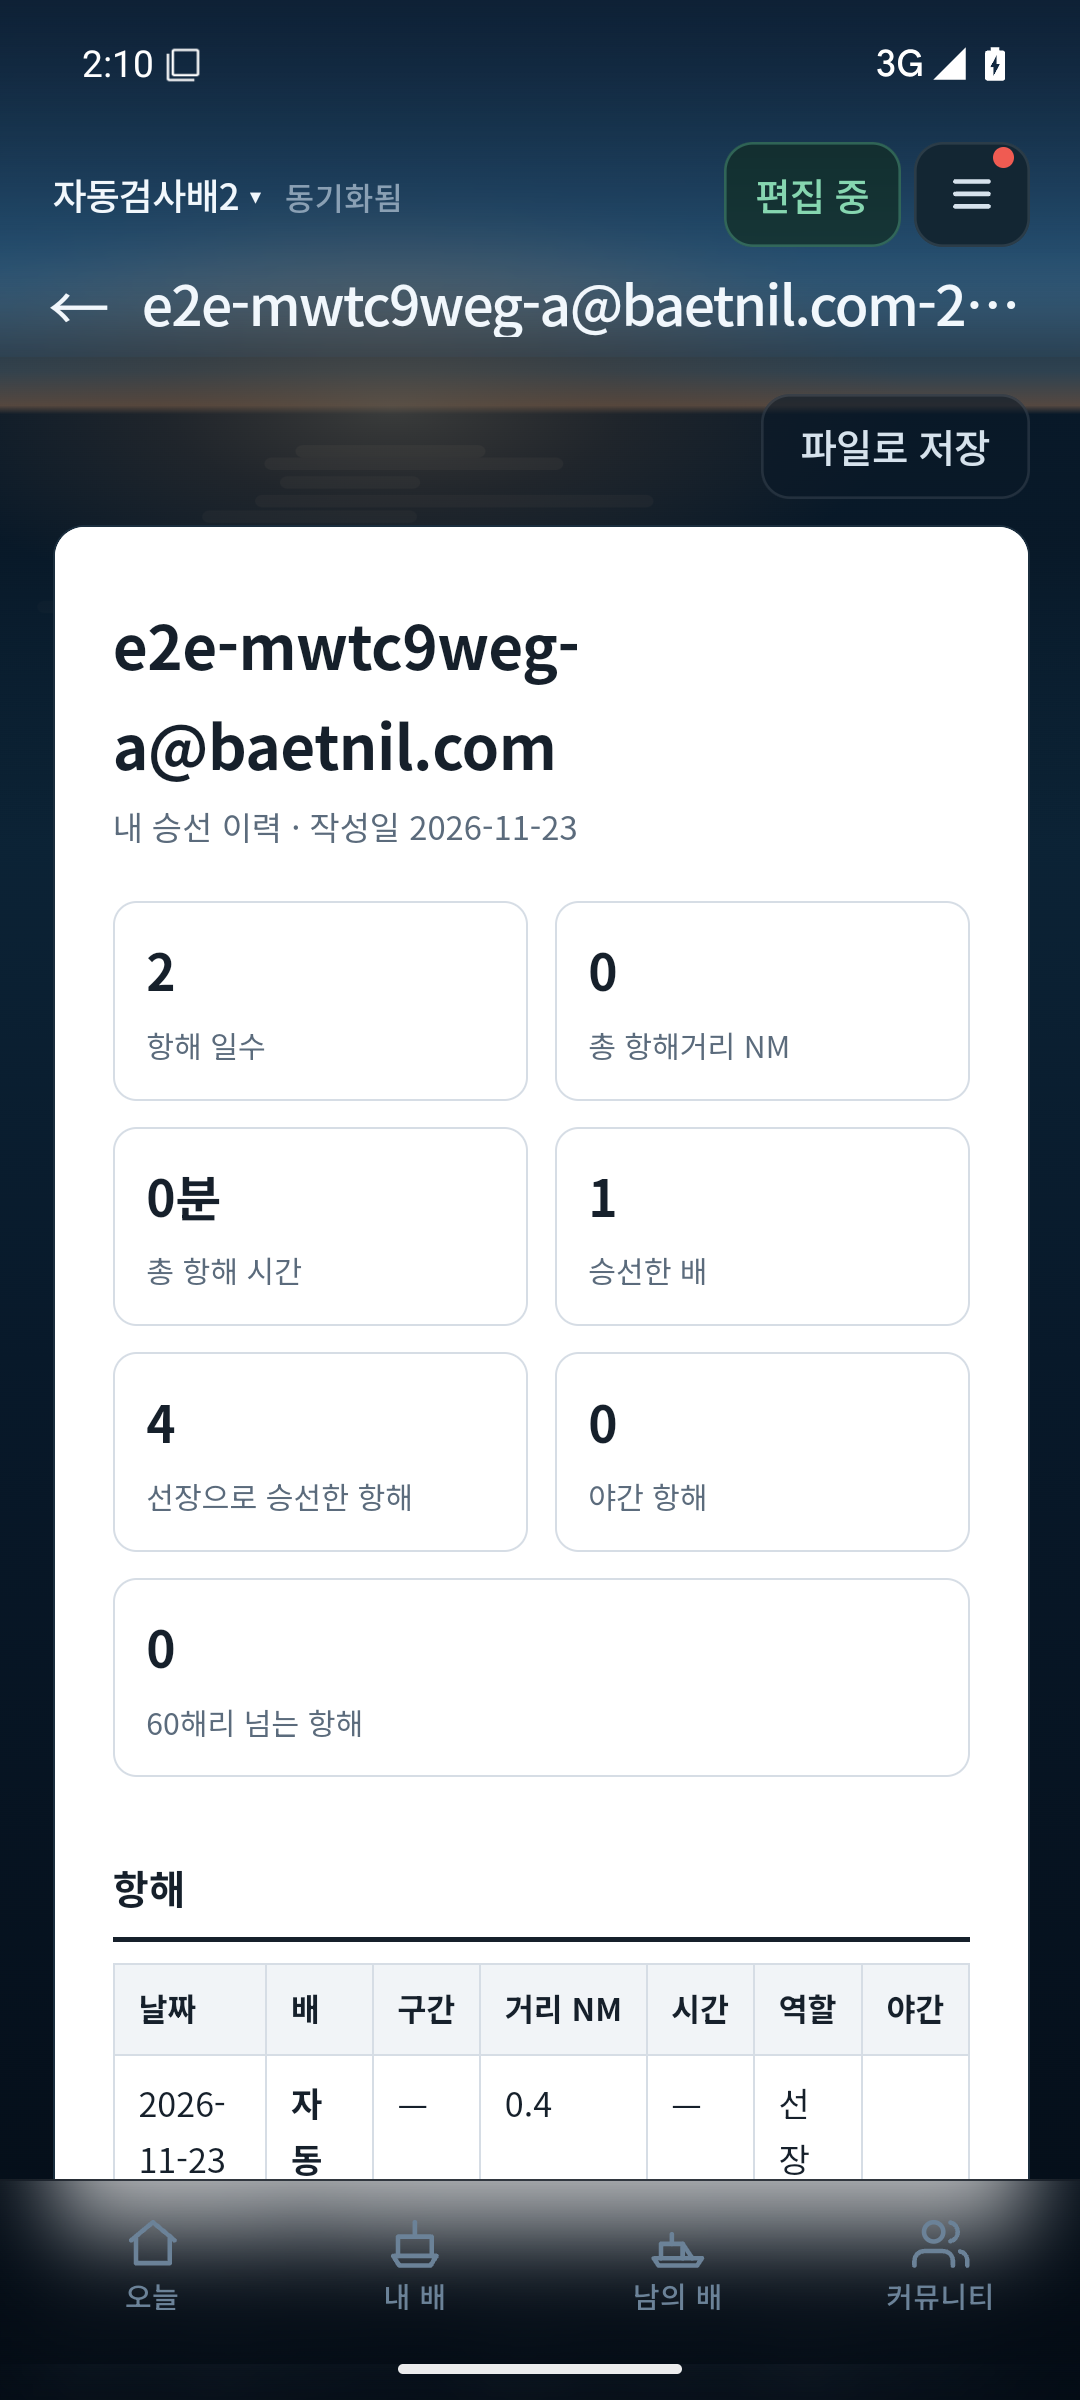 2:10
3G
자동검사배2 ▾ 동기화됨
편집 중
← e2e-mwtc9weg-a@baetnil.com-2…
파일로 저장
e2e-mwtc9weg-
a@baetnil.com
내 승선 이력 · 작성일 2026-11-23
2
항해 일수
0
총 항해거리 NM
0분
총 항해 시간
1
승선한 배
4
선장으로 승선한 항해
0
야간 항해
0
60해리 넘는 항해
항해
날짜 배 구간 거리 NM 시간 역할 야간
2026- 자 — 0.4 — 선
11-23 동 장
오늘 내 배 남의 배 커뮤니티